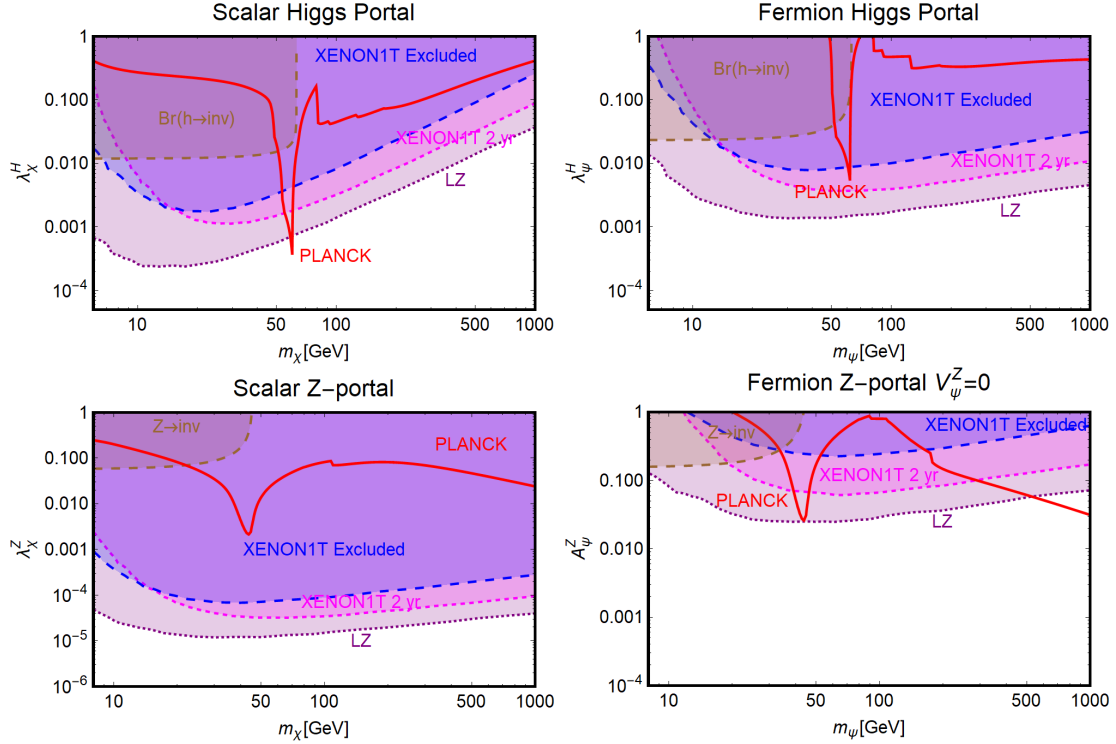 Scalar Higgs Portal
1
0.100
0.010
0.001
10⁻⁴
λ_χ^H
XENON1T Excluded
Br(h→inv)
XENON1T 2 yr
LZ
PLANCK
10 50 100 500 1000
m_χ[GeV]
Fermion Higgs Portal
1
0.100
0.010
0.001
10⁻⁴
λ_ψ^H
Br(h→inv)
XENON1T Excluded
XENON1T 2 yr
PLANCK
LZ
10 50 100 500 1000
m_ψ[GeV]
Scalar Z−portal
1
0.100
0.010
0.001
10⁻⁴
10⁻⁵
10⁻⁶
λ_χ^Z
Z→inv
PLANCK
XENON1T Excluded
XENON1T 2 yr
LZ
10 50 100 500 1000
m_χ[GeV]
Fermion Z−portal V_ψ^Z=0
1
0.100
0.010
0.001
10⁻⁴
A_ψ^Z
XENON1T Excluded
Z→inv
XENON1T 2 yr
PLANCK
LZ
10 50 100 500 1000
m_ψ[GeV]